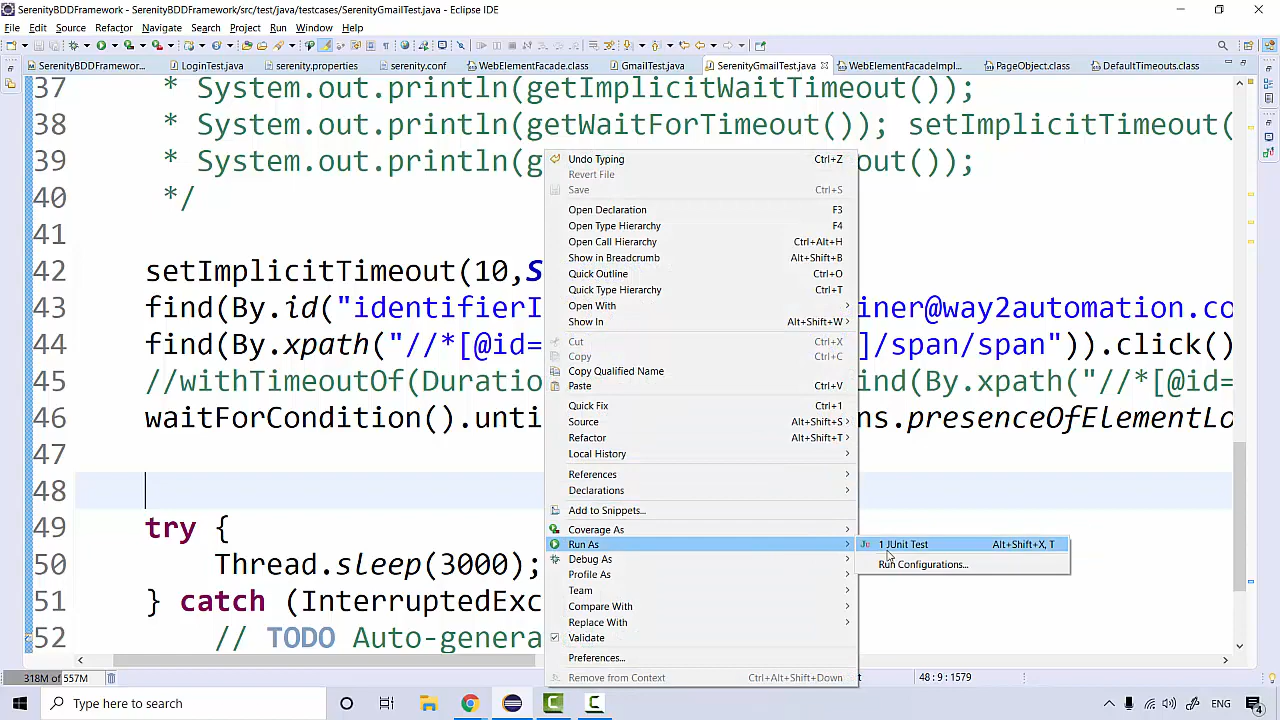 SerenityBDDFramework - SerenityBDDFramework/src/test/java/testcases/SerenityGmailTest.java - Eclipse IDE
File Edit Source Refactor Navigate Search Project Run Window Help
SerenityBDDFramework... LoginTest.java serenity.properties serenity.conf WebElementFacade.class GmailTest.java SerenityGmailTest.java WebElementFacadeImpl... PageObject.class DefaultTimeouts.class
37 * System.out.println(getImplicitWaitTimeout());
38 * System.out.println(getWaitForTimeout()); setImplicitTimeout(
39 * System.out.println(g out());
40 */
41
42 setImplicitTimeout(10,S
43 find(By.id("identifierI iner@way2automation.co
44 find(By.xpath("//*[@id= ]/span/span")).click()
45 //withTimeoutOf(Duratio ind(By.xpath("//*[@id=
46 waitForCondition().unti ns.presenceOfElementLo
47
48
49 try {
50 Thread.sleep(3000);
51 } catch (InterruptedExc
52 // TODO Auto-genera
Undo Typing Ctrl+Z
Revert File
Save Ctrl+S
Open Declaration F3
Open Type Hierarchy F4
Open Call Hierarchy Ctrl+Alt+H
Show in Breadcrumb Alt+Shift+B
Quick Outline Ctrl+O
Quick Type Hierarchy Ctrl+T
Open With
Show In Alt+Shift+W
Cut Ctrl+X
Copy Ctrl+C
Copy Qualified Name
Paste Ctrl+V
Quick Fix Ctrl+1
Source Alt+Shift+S
Refactor Alt+Shift+T
Local History
References
Declarations
Add to Snippets...
Coverage As
Run As
Debug As
Profile As
Team
Compare With
Replace With
Validate
Preferences...
Remove from Context Ctrl+Alt+Shift+Down
1 JUnit Test Alt+Shift+X, T
Run Configurations...
318M of 557M 48 : 9 : 1579
Type here to search
ENG
4